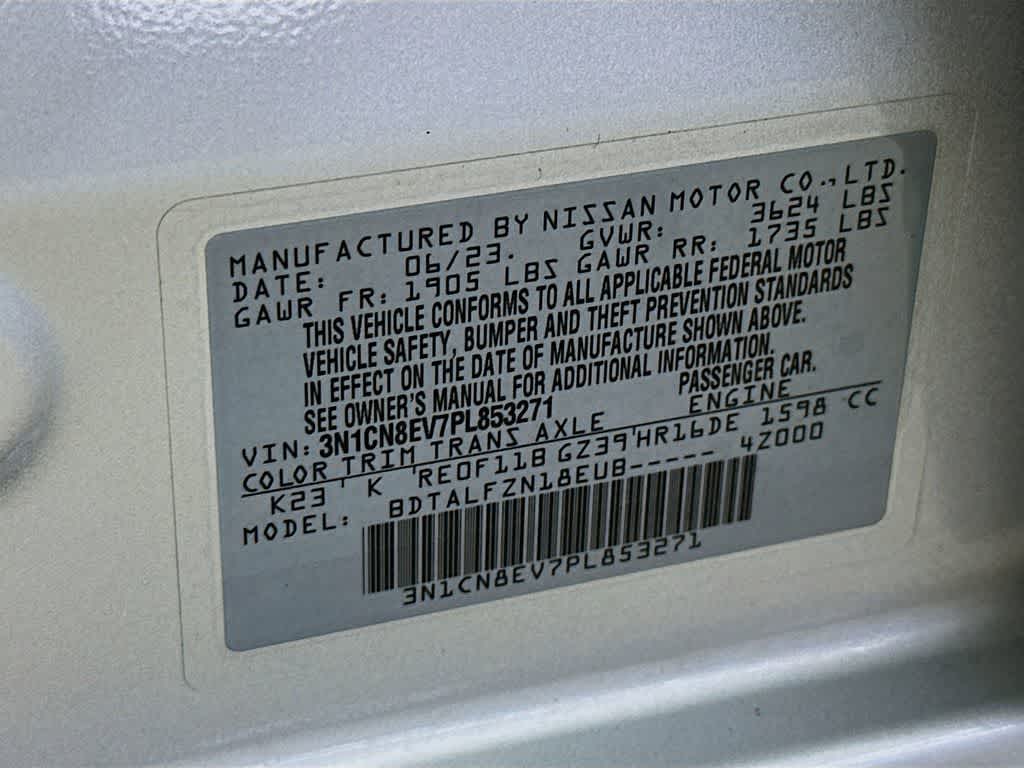 MANUFACTURED BY NISSAN MOTOR CO.,LTD.
DATE: 06/23. GVWR: 3624 LBS
GAWR FR: 1905 LBS GAWR RR: 1735 LBS
THIS VEHICLE CONFORMS TO ALL APPLICABLE FEDERAL MOTOR
VEHICLE SAFETY, BUMPER AND THEFT PREVENTION STANDARDS
IN EFFECT ON THE DATE OF MANUFACTURE SHOWN ABOVE.
SEE OWNER'S MANUAL FOR ADDITIONAL INFORMATION.
VIN: 3N1CN8EV7PL853271 PASSENGER CAR.
COLOR TRIM TRANS AXLE ENGINE
K23 ' K 'RE0F11B GZ39'HR16DE 1598 CC
MODEL: BDTALFZN18EUB----- 4Z000
3N1CN8EV7PL853271